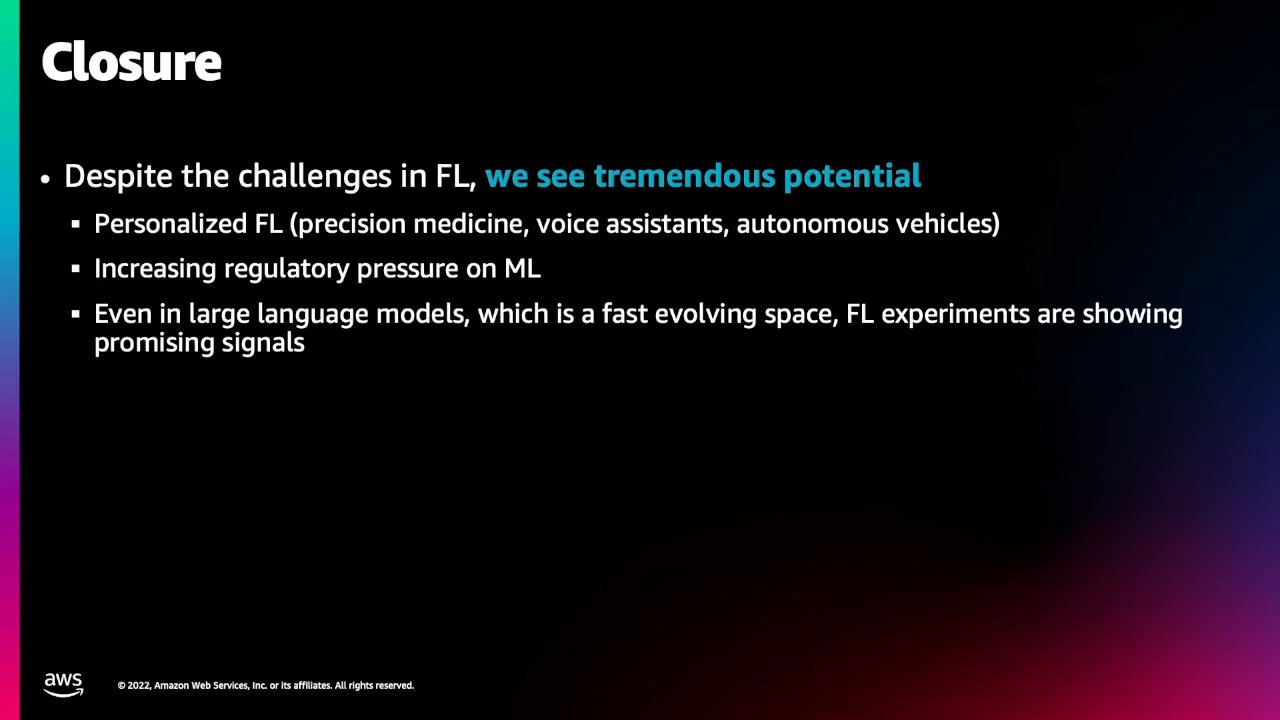 Closure
• Despite the challenges in FL, we see tremendous potential
▪ Personalized FL (precision medicine, voice assistants, autonomous vehicles)
▪ Increasing regulatory pressure on ML
▪ Even in large language models, which is a fast evolving space, FL experiments are showing
promising signals
aws
© 2022, Amazon Web Services, Inc. or its affiliates. All rights reserved.